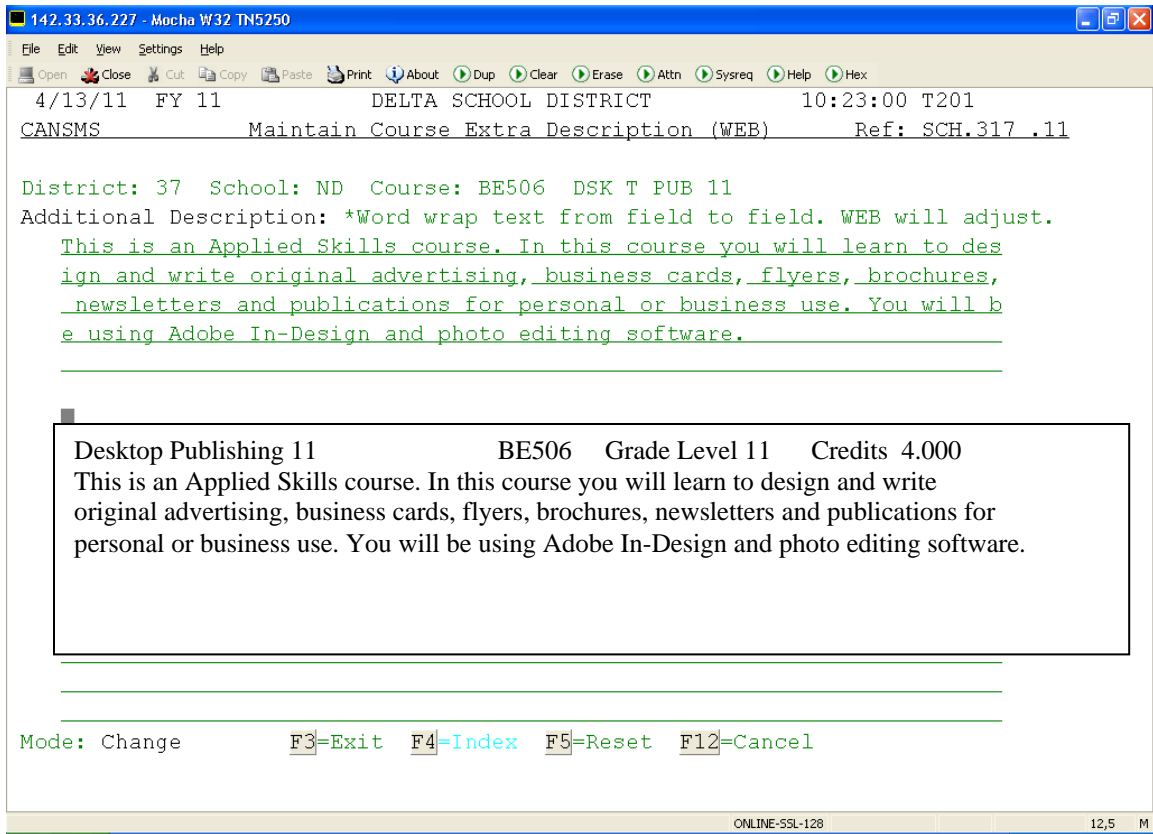 142.33.36.227 - Mocha W32 TN5250
File Edit View Settings Help
Open Close Cut Copy Paste Print About Dup Clear Erase Attn Sysreq Help Hex
4/13/11 FY 11 DELTA SCHOOL DISTRICT 10:23:00 T201
CANSMS Maintain Course Extra Description (WEB) Ref: SCH.317 .11
District: 37 School: ND Course: BE506 DSK T PUB 11
Additional Description: *Word wrap text from field to field. WEB will adjust.
This is an Applied Skills course. In this course you will learn to des
ign and write original advertising, business cards, flyers, brochures,
newsletters and publications for personal or business use. You will b
e using Adobe In-Design and photo editing software.
Desktop Publishing 11 BE506 Grade Level 11 Credits 4.000
This is an Applied Skills course. In this course you will learn to design and write
original advertising, business cards, flyers, brochures, newsletters and publications for
personal or business use. You will be using Adobe In-Design and photo editing software.
Mode: Change F3=Exit F4=Index F5=Reset F12=Cancel
ONLINE-SSL-128 12,5 M